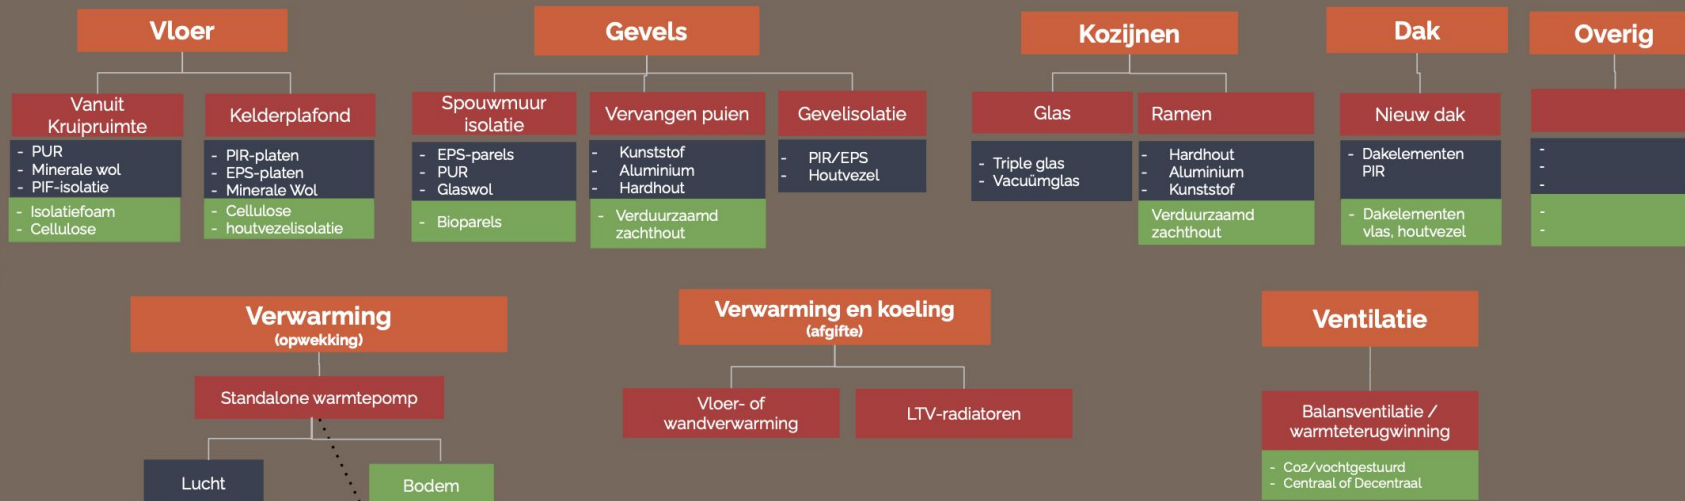 Vloer
Vanuit
Kruipruimte
- PUR
- Minerale wol
- PIF-isolatie
- Isolatiefoam
- Cellulose
Kelderplafond
- PIR-platen
- EPS-platen
- Minerale Wol
- Cellulose
- houtvezelisolatie
Gevels
Spouwmuur
isolatie
- EPS-parels
- PUR
- Glaswol
- Bioparels
Vervangen puien
- Kunststof
- Aluminium
- Hardhout
- Verduurzaamd
zachthout
Gevelisolatie
- PIR/EPS
- Houtvezel
Kozijnen
Glas
- Triple glas
- Vacuümglas
Ramen
- Hardhout
- Aluminium
- Kunststof
Verduurzaamd
zachthout
Dak
Nieuw dak
- Dakelementen
PIR
- Dakelementen
vlas, houtvezel
Overig
-
-
-
-
-
Verwarming
(opwekking)
Standalone warmtepomp
Lucht
Bodem
Verwarming en koeling
(afgifte)
Vloer- of
wandverwarming
LTV-radiatoren
Ventilatie
Balansventilatie /
warmteterugwinning
- Co2/vochtgestuurd
- Centraal of Decentraal